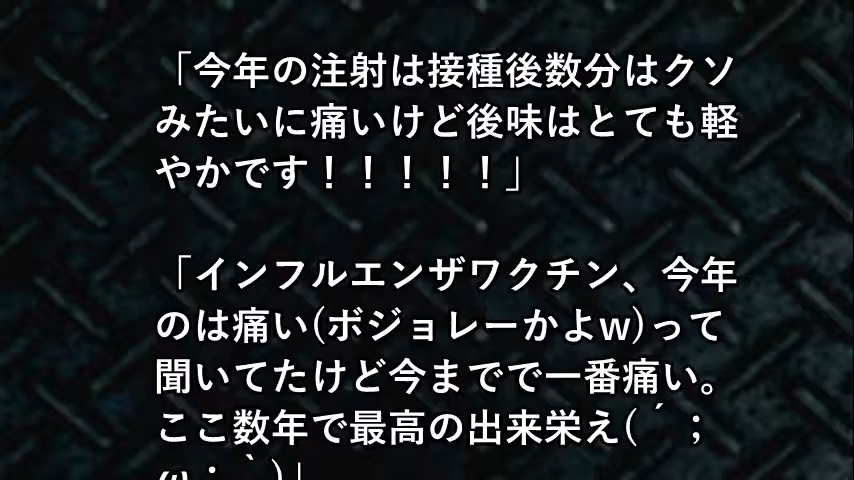 「今年の注射は接種後数分はクソ
みたいに痛いけど後味はとても軽
やかです！！！！！」
「インフルエンザワクチン、今年
のは痛い(ボジョレーかよw)って
聞いてたけど今までで一番痛い。
ここ数年で最高の出来栄え(´；
ω；｀)」